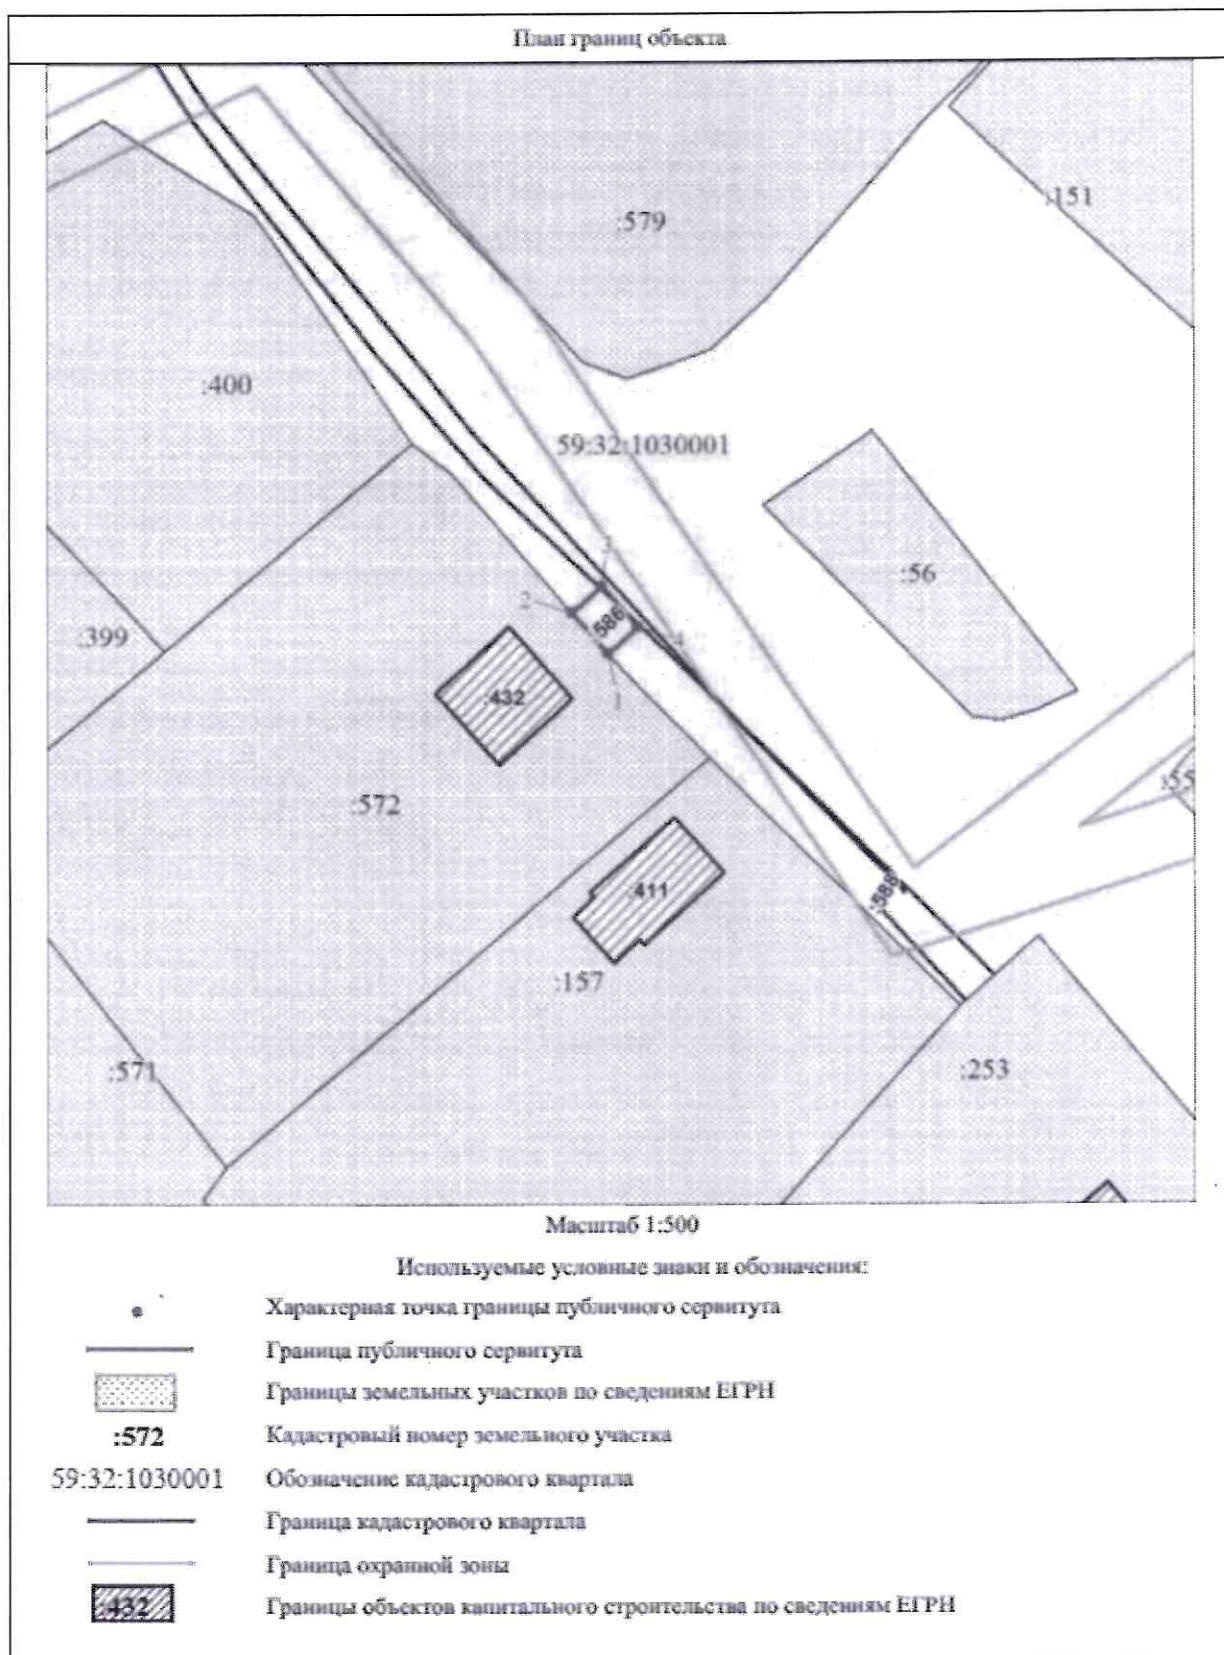 План границ объекта
:151
:579
:400
59:32:1030001
3
:56
2
586
:399
4
:432
1
:55
:572
:411
:588
:157
:571
:253
Масштаб 1:500
Используемые условные знаки и обозначения:
Характерная точка границы публичного сервитута
Граница публичного сервитута
Границы земельных участков по сведениям ЕГРН
:572 Кадастровый номер земельного участка
59:32:1030001 Обозначение кадастрового квартала
Граница кадастрового квартала
Граница охранной зоны
:432 Границы объектов капитального строительства по сведениям ЕГРН